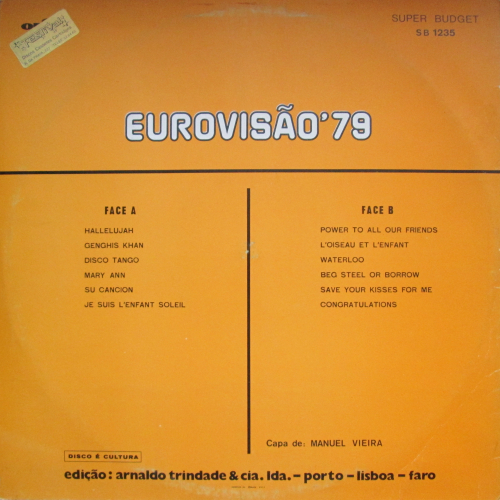 SUPER BUDGET
SB 1235
EUROVISÃO'79
FACE A
HALLELUJAH
GENGHIS KHAN
DISCO TANGO
MARY ANN
SU CANCION
JE SUIS L'ENFANT SOLEIL
FACE B
POWER TO ALL OUR FRIENDS
L'OISEAU ET L'ENFANT
WATERLOO
BEG STEEL OR BORROW
SAVE YOUR KISSES FOR ME
CONGRATULATIONS
Capa de: MANUEL VIEIRA
DISCO É CULTURA
edição: arnaldo trindade & cia. lda. – porto – lisboa – faro